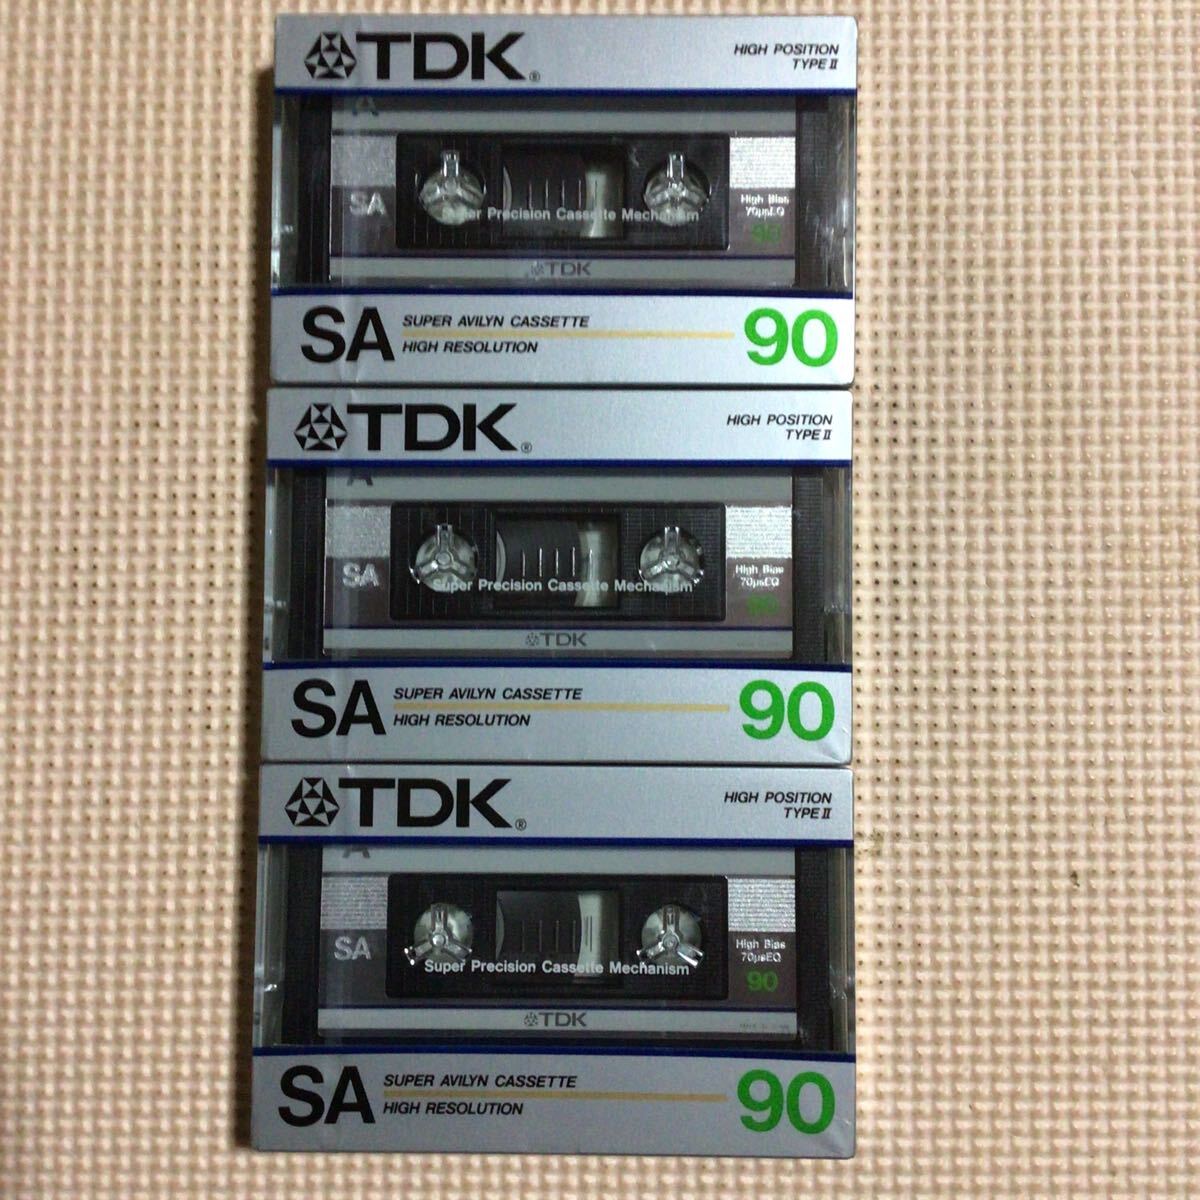 TDK®
HIGH POSITION
TYPE II
A
SA
High Bias
70µsEQ
90
Super Precision Cassette Mechanism
TDK
SA
SUPER AVILYN CASSETTE
HIGH RESOLUTION
90
TDK®
HIGH POSITION
TYPE II
A
SA
High Bias
70µsEQ
90
Super Precision Cassette Mechanism
TDK
SA
SUPER AVILYN CASSETTE
HIGH RESOLUTION
90
TDK®
HIGH POSITION
TYPE II
A
SA
High Bias
70µsEQ
90
Super Precision Cassette Mechanism
TDK
SA
SUPER AVILYN CASSETTE
HIGH RESOLUTION
90